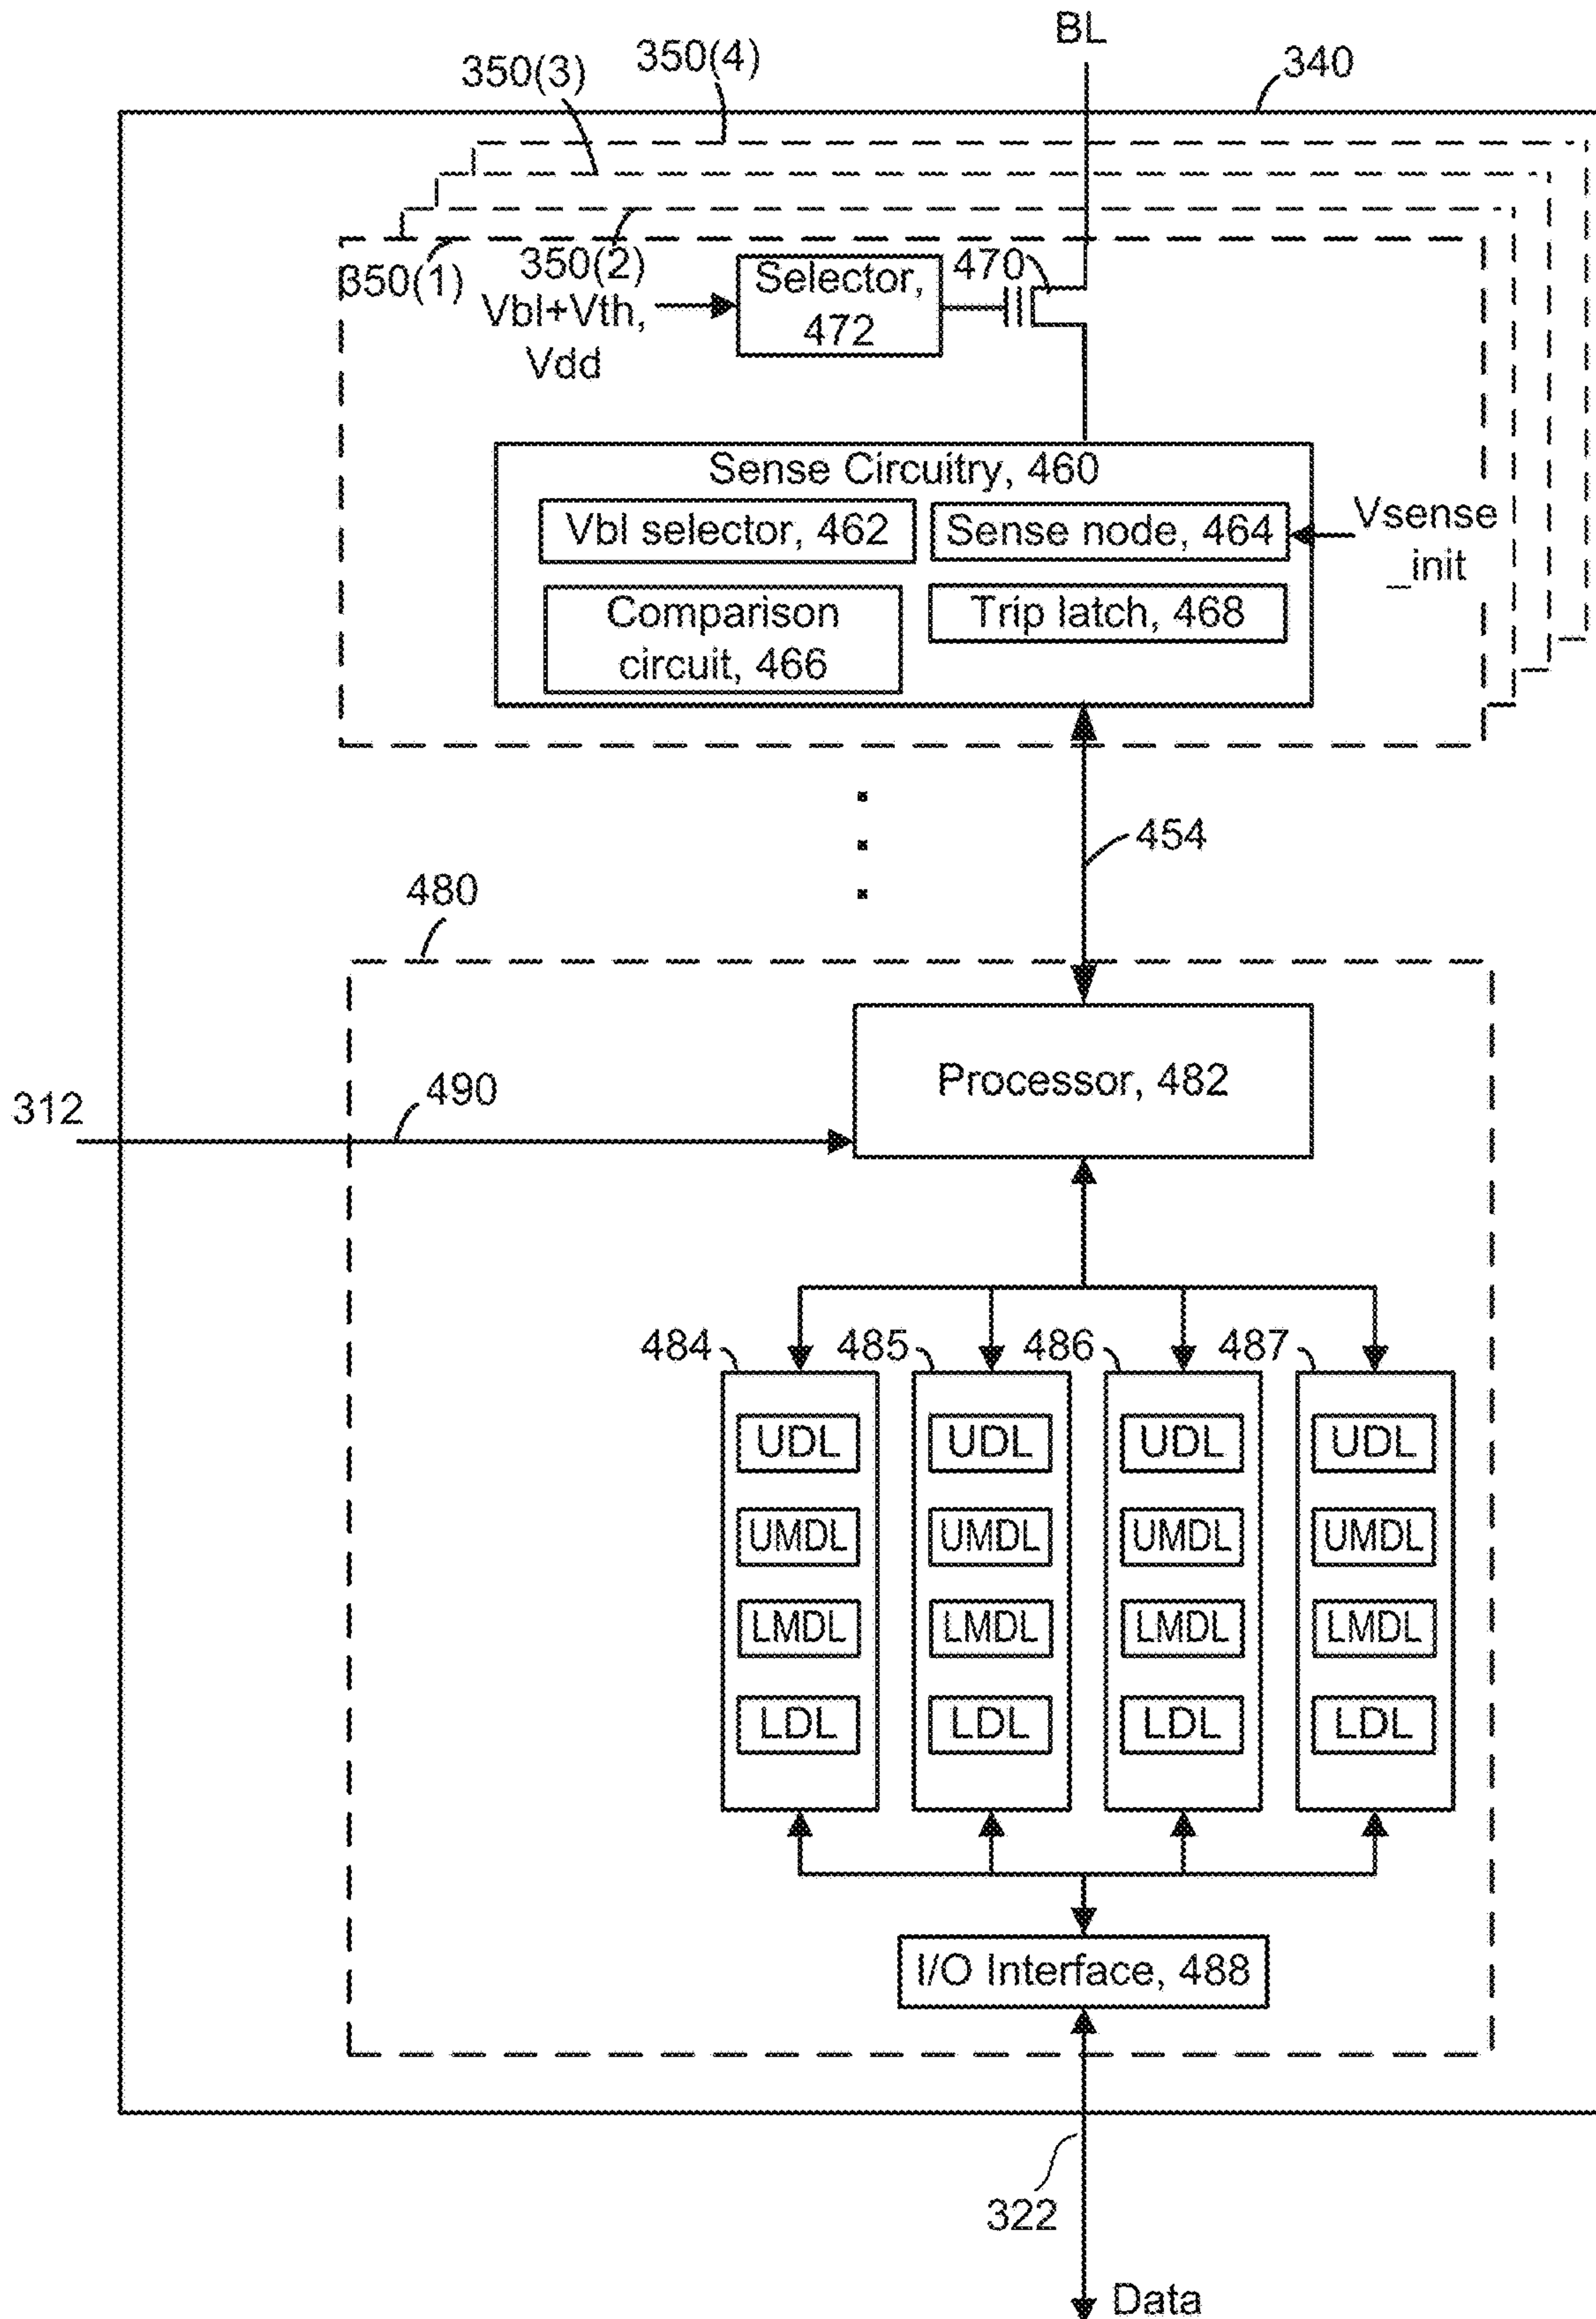 BL
350(4)
340
350(3)
350(1)
350(2)
470
Selector,
472
Vbl+Vth,
Vdd
Sense Circuitry, 460
Vbl selector, 462
Sense node, 464
Vsense
_init
Comparison
circuit, 466
Trip latch, 468
454
480
Processor, 482
312
490
484
485
486
487
UDL UDL UDL UDL
UMDL UMDL UMDL UMDL
LMDL LMDL LMDL LMDL
LDL LDL LDL LDL
I/O Interface, 488
322
Data